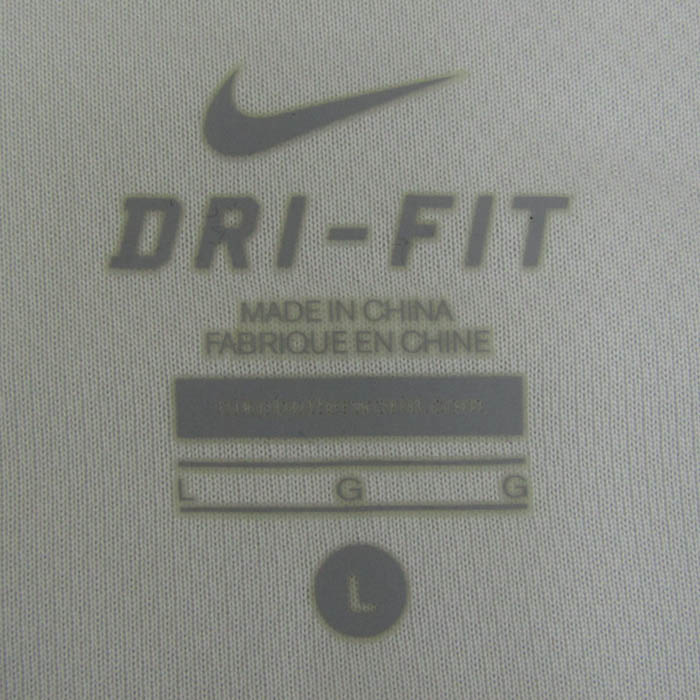 DRI-FIT
MADE IN CHINA
FABRIQUE EN CHINE
L G G
L